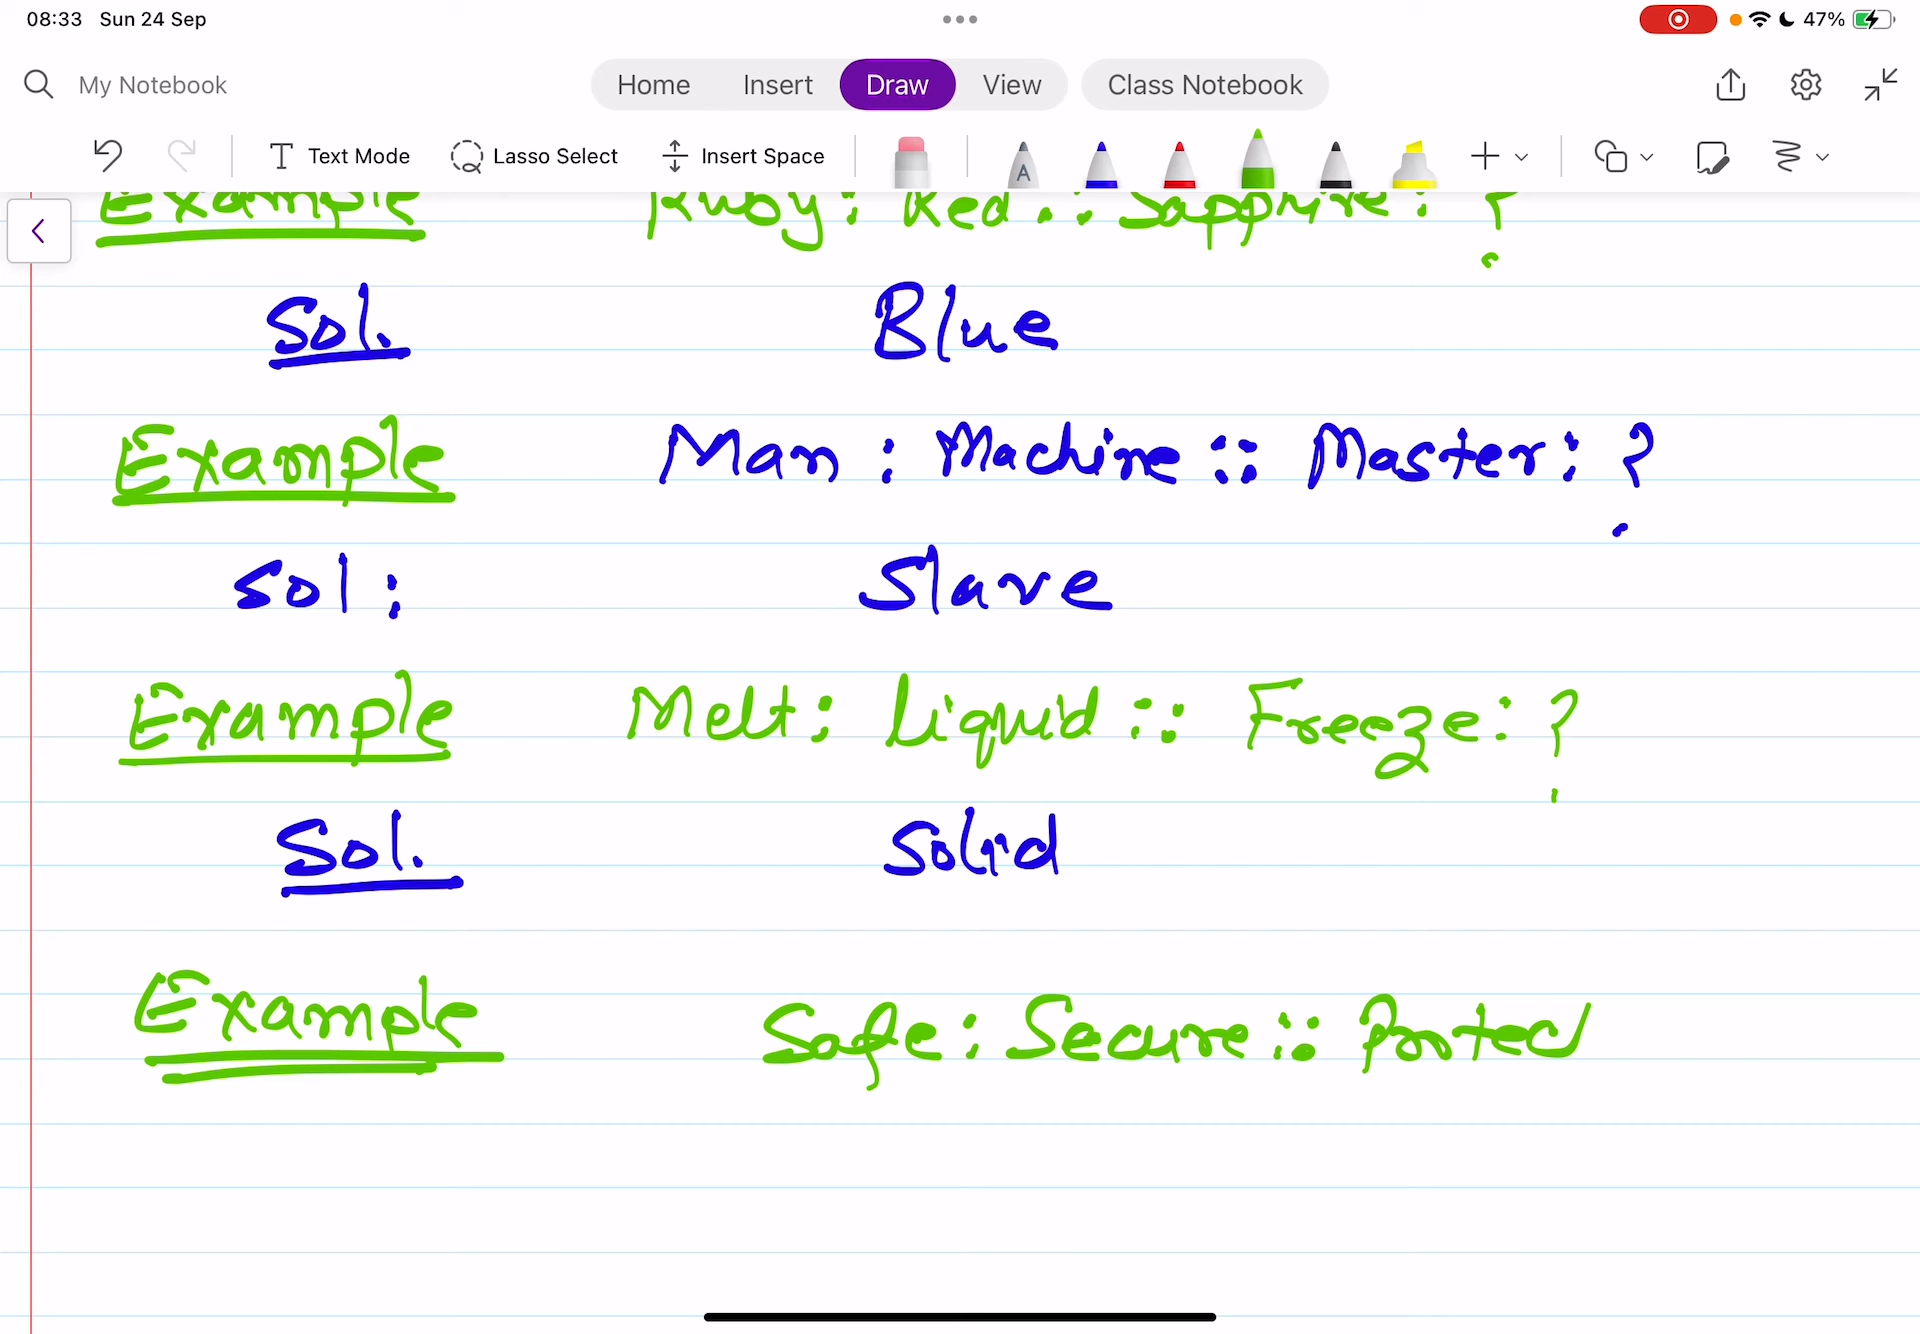 08:33 Sun 24 Sep
47%
My Notebook
Home Insert Draw View Class Notebook
Text Mode Lasso Select Insert Space
A
Example Ruby : Red :: Sapphire : ?
Sol. Blue
Example Man : Machine :: Master : ?
Sol : Slave
Example Melt : Liquid :: Freeze : ?
Sol. Solid
Example Safe : Secure :: Protect